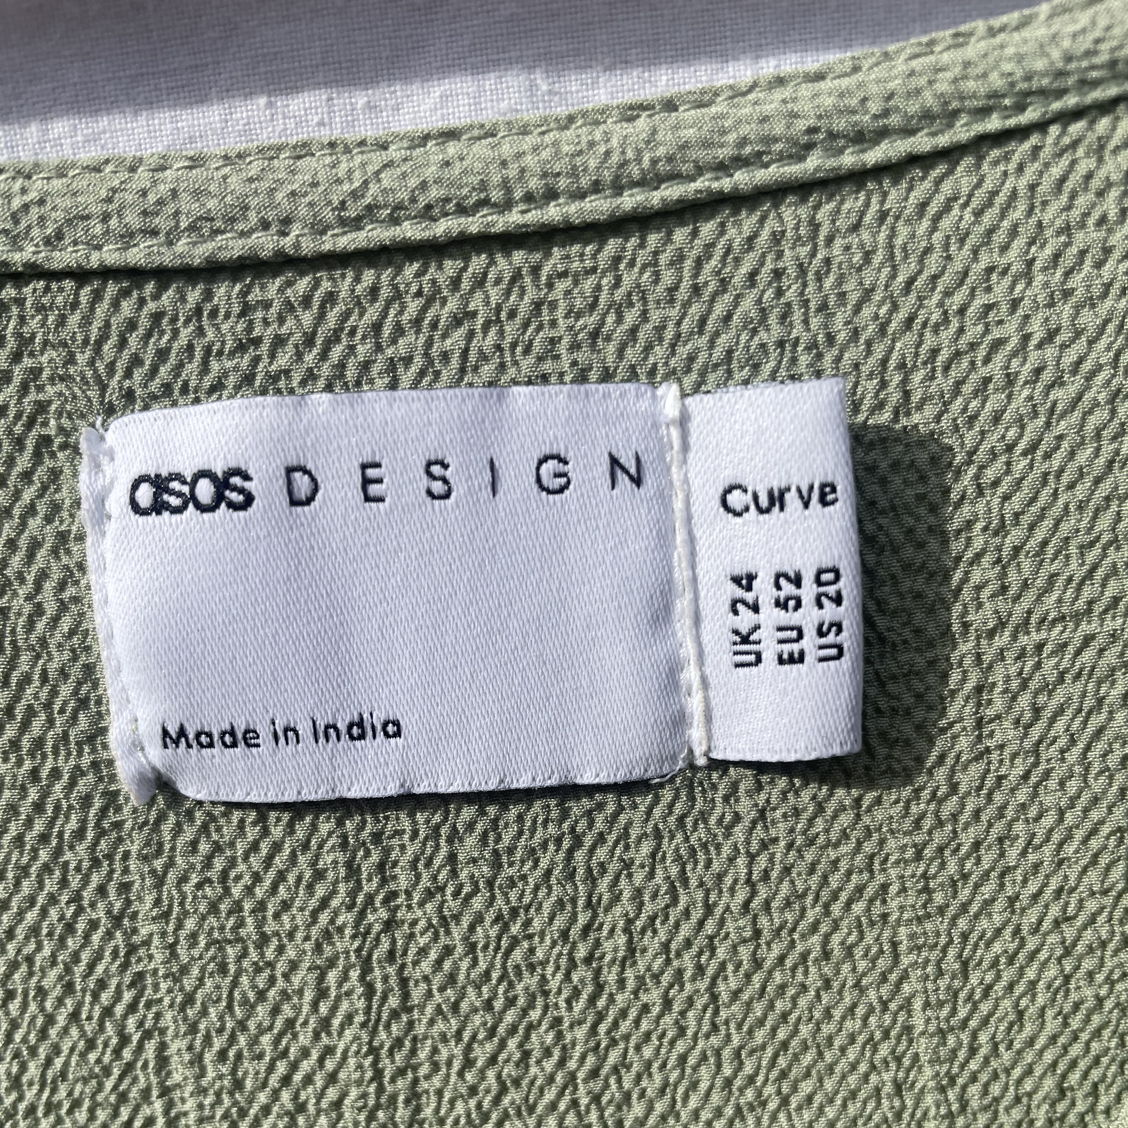 asos DESIGN
Made in India
Curve
UK 24
EU 52
US 20